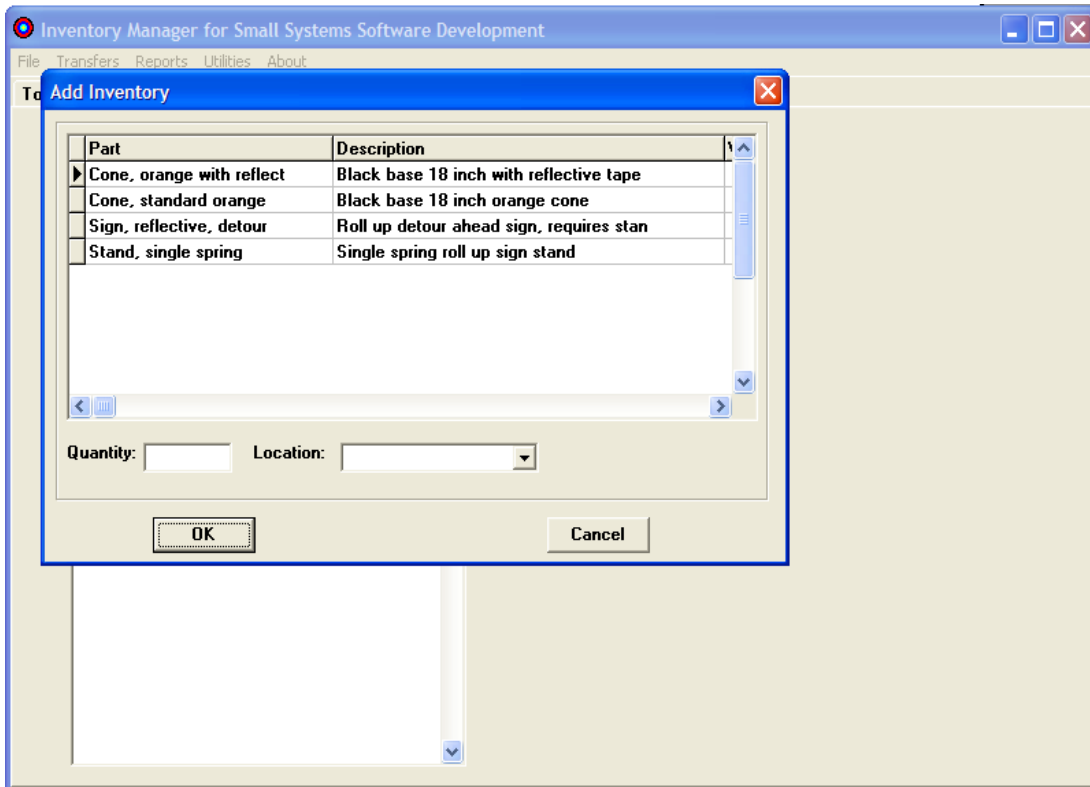 Inventory Manager for Small Systems Software Development
File Transfers Reports Utilities About
To
Add Inventory
Part Description
Cone, orange with reflect Black base 18 inch with reflective tape
Cone, standard orange Black base 18 inch orange cone
Sign, reflective, detour Roll up detour ahead sign, requires stan
Stand, single spring Single spring roll up sign stand
Quantity: Location:
OK Cancel